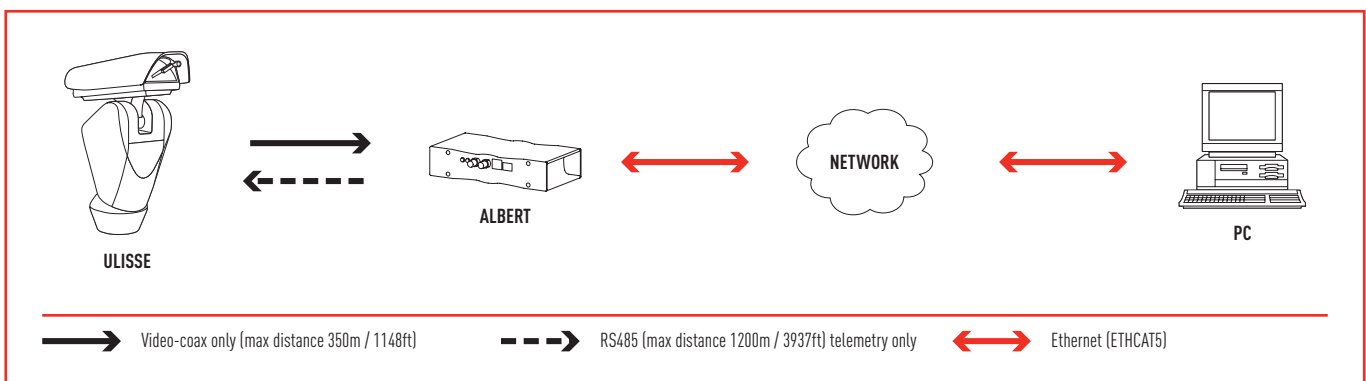 NETWORK
ALBERT
PC
ULISSE
Video-coax only (max distance 350m / 1148ft)
RS485 (max distance 1200m / 3937ft) telemetry only
Ethernet (ETHCAT5)